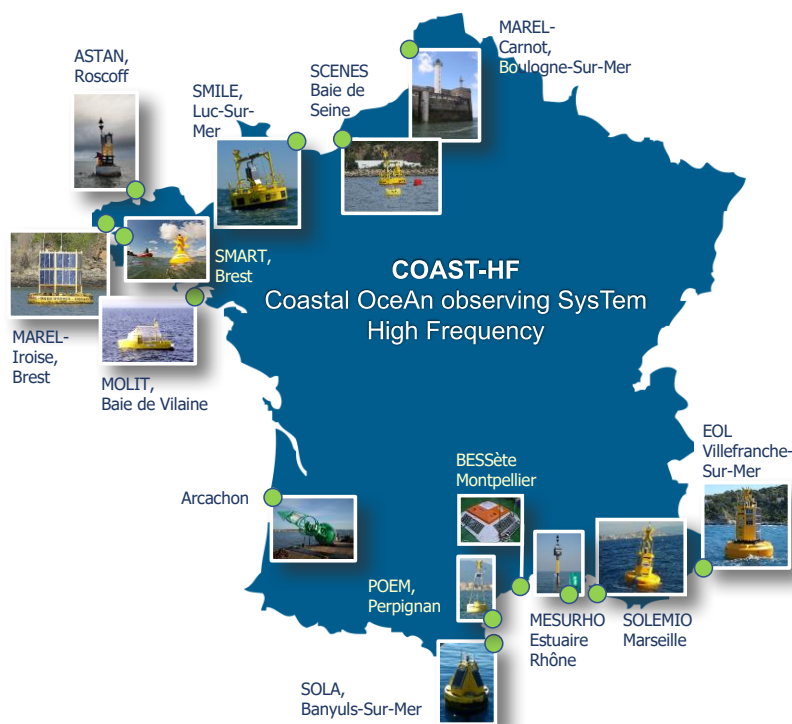 MAREL-
Carnot,
Boulogne-Sur-Mer
ASTAN,
Roscoff
SCENES
Baie de
Seine
SMILE,
Luc-Sur-
Mer
SMART,
Brest
COAST-HF
Coastal OceAn observing SysTem
High Frequency
MAREL-
Iroise,
Brest
MOLIT,
Baie de Vilaine
EOL
Villefranche-
Sur-Mer
BESSète
Montpellier
Arcachon
POEM,
Perpignan
MESURHO
Estuaire
Rhône
SOLEMIO
Marseille
SOLA,
Banyuls-Sur-Mer